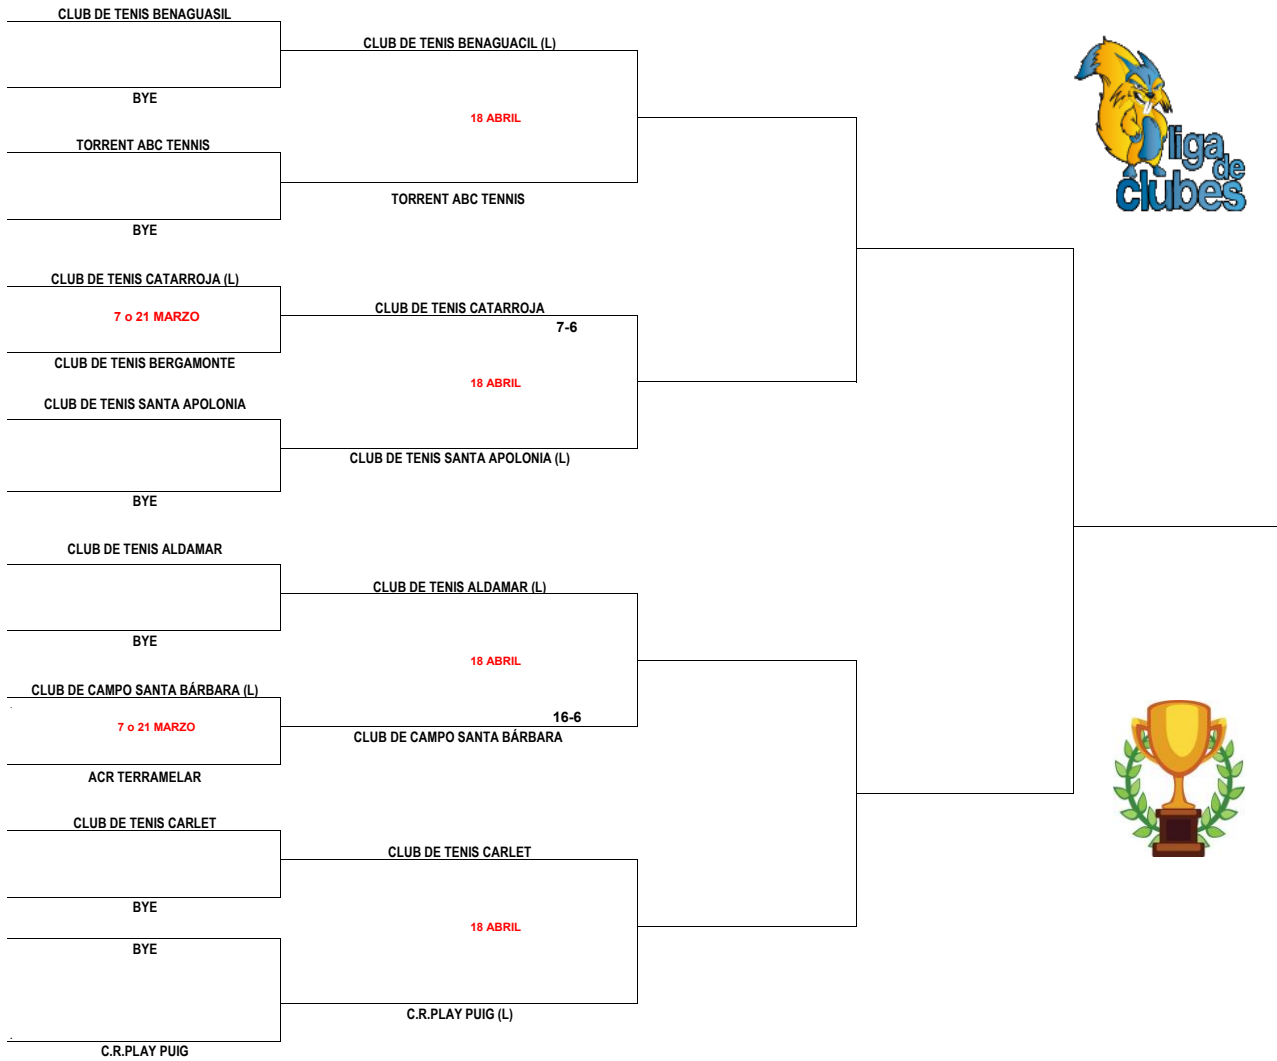 CLUB DE TENIS BENAGUASIL
BYE
TORRENT ABC TENNIS
BYE
CLUB DE TENIS CATARROJA (L)
7 o 21 MARZO
CLUB DE TENIS BERGAMONTE
CLUB DE TENIS SANTA APOLONIA
BYE
CLUB DE TENIS ALDAMAR
BYE
CLUB DE CAMPO SANTA BÁRBARA (L)
7 o 21 MARZO
ACR TERRAMELAR
CLUB DE TENIS CARLET
BYE
BYE
C.R.PLAY PUIG
CLUB DE TENIS BENAGUACIL (L)
18 ABRIL
TORRENT ABC TENNIS
CLUB DE TENIS CATARROJA
7-6
18 ABRIL
CLUB DE TENIS SANTA APOLONIA (L)
CLUB DE TENIS ALDAMAR (L)
18 ABRIL
16-6
CLUB DE CAMPO SANTA BÁRBARA
CLUB DE TENIS CARLET
18 ABRIL
C.R.PLAY PUIG (L)
liga
de
clubes